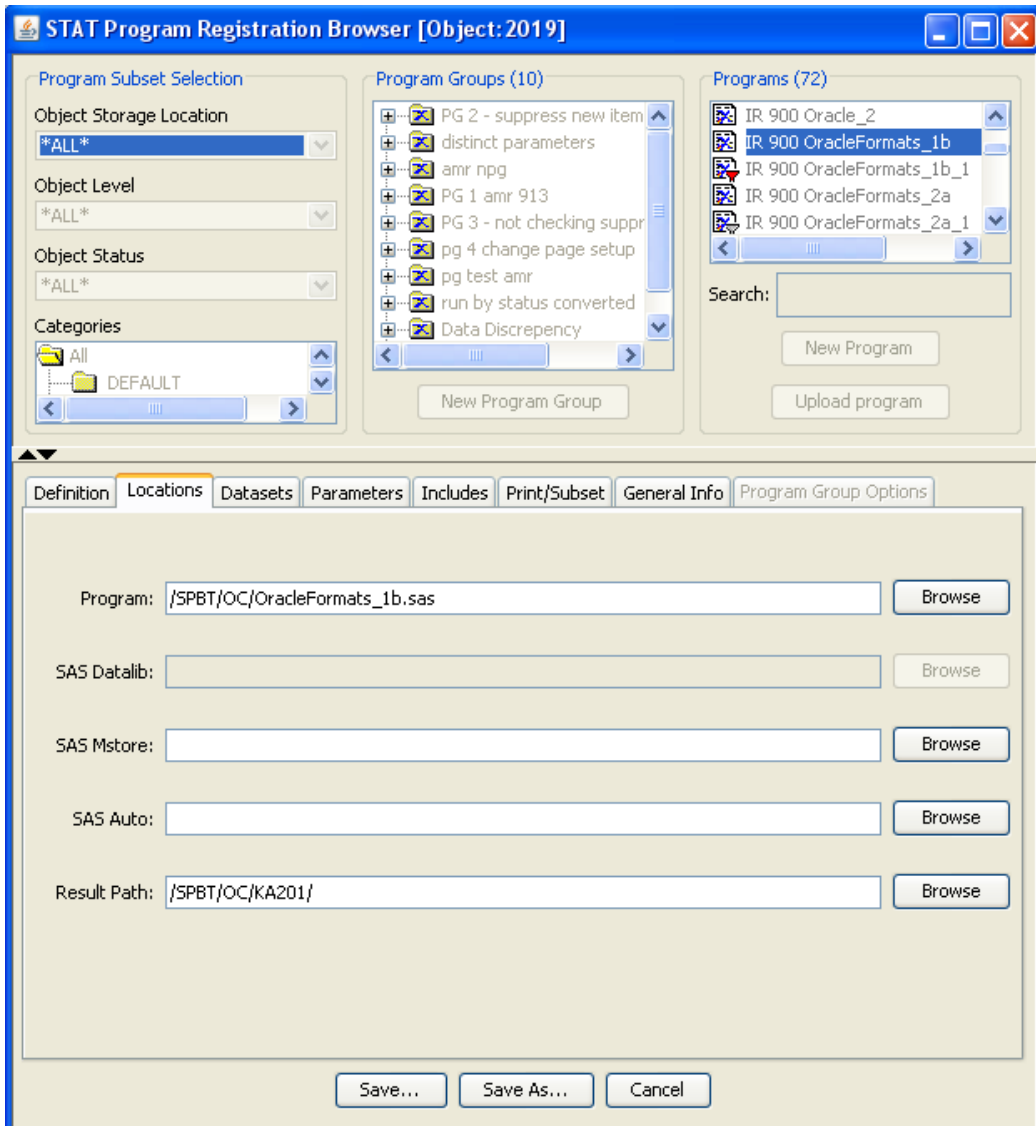 STAT Program Registration Browser [Object:2019]
Program Subset Selection
Object Storage Location
*ALL*
Object Level
*ALL*
Object Status
*ALL*
Categories
All
DEFAULT
Program Groups (10)
PG 2 - suppress new item
distinct parameters
amr npg
PG 1 amr 913
PG 3 - not checking suppr
pg 4 change page setup
pg test amr
run by status converted
Data Discrepency
New Program Group
Programs (72)
IR 900 Oracle_2
IR 900 OracleFormats_1b
IR 900 OracleFormats_1b_1
IR 900 OracleFormats_2a
IR 900 OracleFormats_2a_1
Search:
New Program
Upload program
Definition Locations Datasets Parameters Includes Print/Subset General Info Program Group Options
Program: /SPBT/OC/OracleFormats_1b.sas Browse
SAS Datalib: Browse
SAS Mstore: Browse
SAS Auto: Browse
Result Path: /SPBT/OC/KA201/ Browse
Save... Save As... Cancel